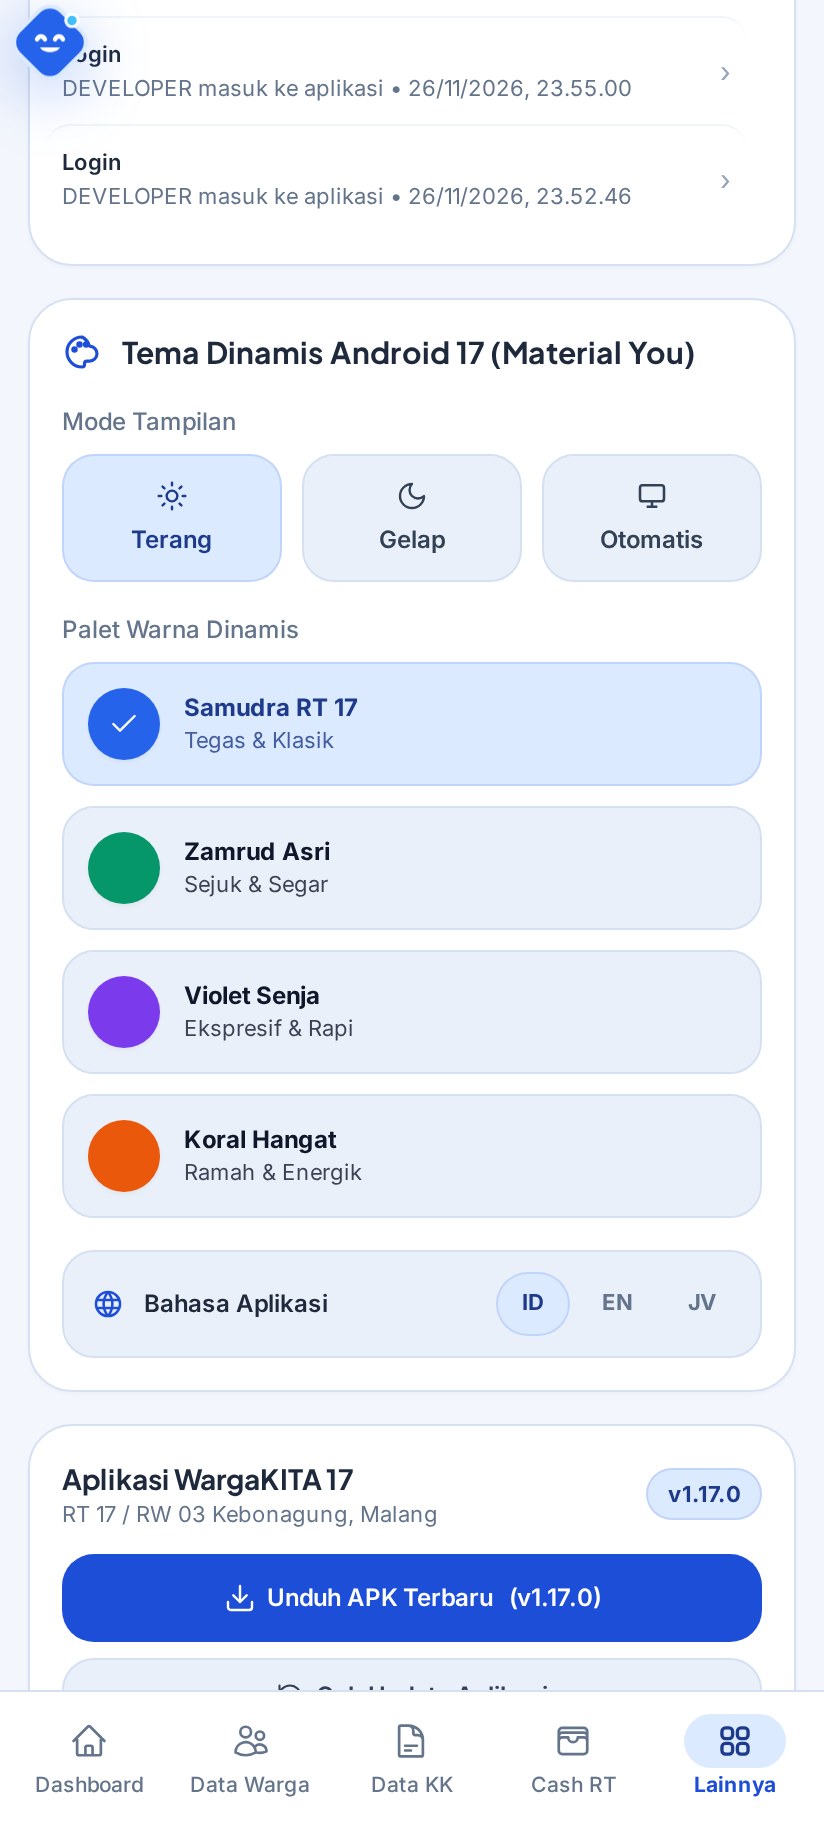 Login
DEVELOPER masuk ke aplikasi • 26/11/2026, 23.55.00
Login
DEVELOPER masuk ke aplikasi • 26/11/2026, 23.52.46
Tema Dinamis Android 17 (Material You)
Mode Tampilan
Terang
Gelap
Otomatis
Palet Warna Dinamis
Samudra RT 17
Tegas & Klasik
Zamrud Asri
Sejuk & Segar
Violet Senja
Ekspresif & Rapi
Koral Hangat
Ramah & Energik
Bahasa Aplikasi
ID
EN
JV
Aplikasi WargaKITA 17
RT 17 / RW 03 Kebonagung, Malang
v1.17.0
Unduh APK Terbaru (v1.17.0)
Dashboard
Data Warga
Data KK
Cash RT
Lainnya